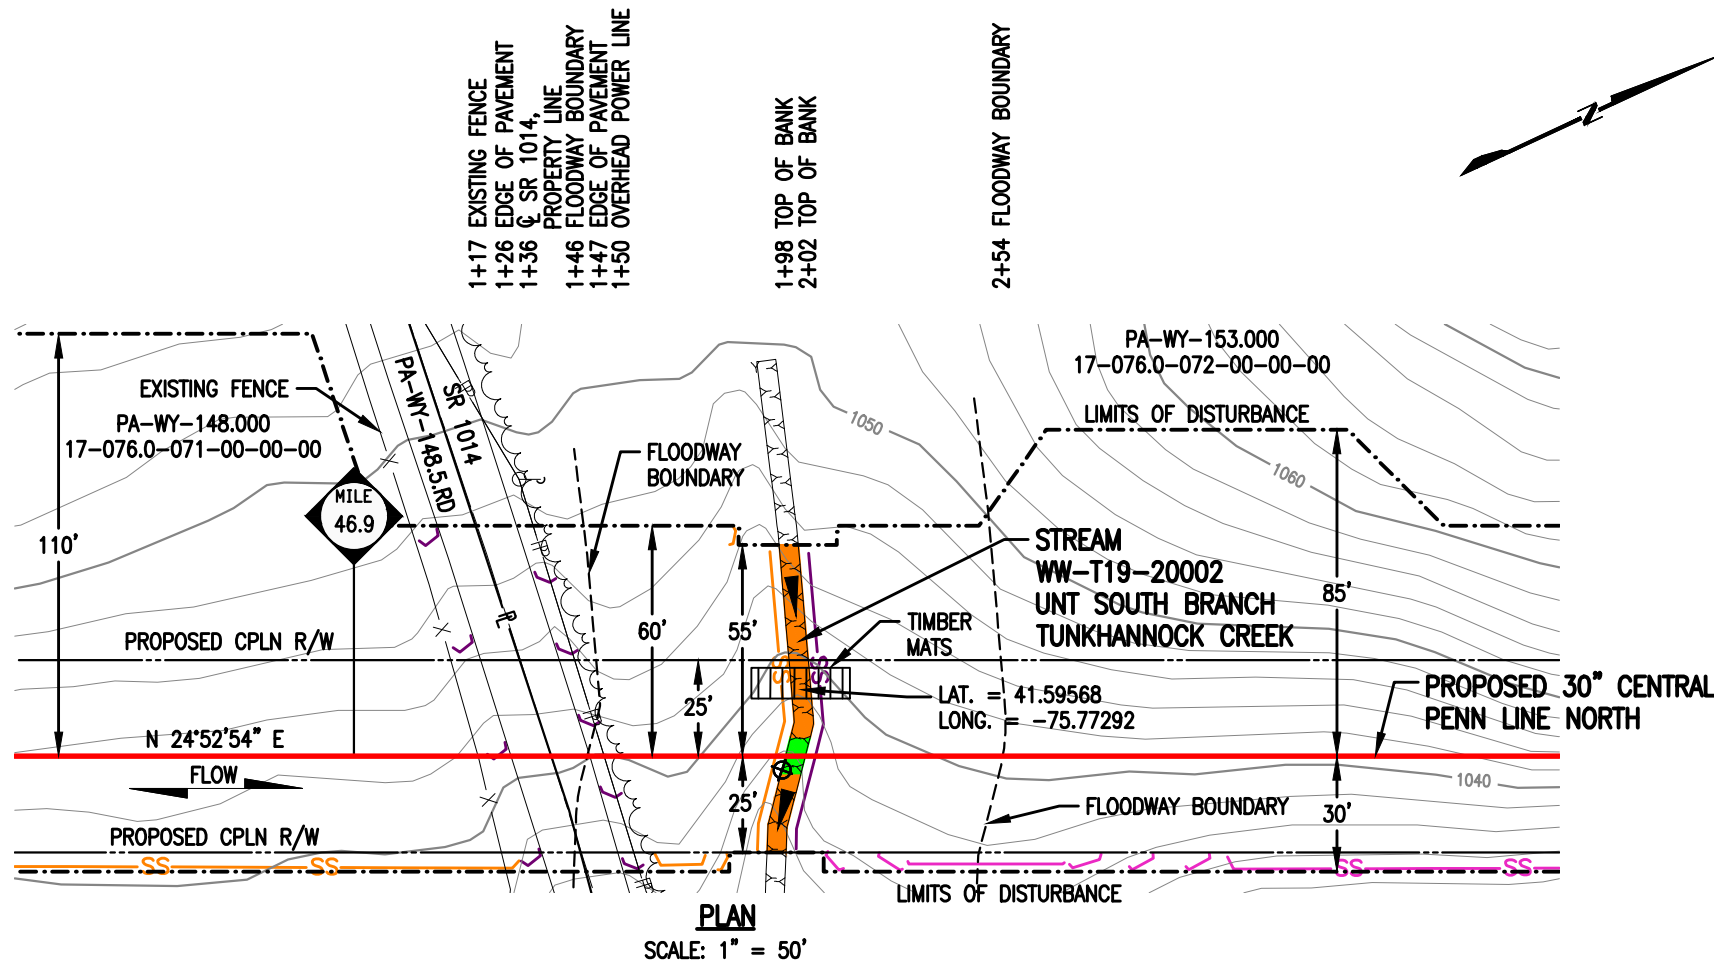 1+17 EXISTING FENCE
1+26 EDGE OF PAVEMENT
1+36 ℄ SR 1014,
PROPERTY LINE
1+46 FLOODWAY BOUNDARY
1+47 EDGE OF PAVEMENT
1+50 OVERHEAD POWER LINE
1+98 TOP OF BANK
2+02 TOP OF BANK
2+54 FLOODWAY BOUNDARY
N
PA-WY-153.000
17-076.0-072-00-00-00
EXISTING FENCE
PA-WY-148.000
17-076.0-071-00-00-00
PA-WY-148.5.RD
SR 1014
LIMITS OF DISTURBANCE
1050
1060
FLOODWAY
BOUNDARY
MILE
46.9
110'
STREAM
WW-T19-20002
UNT SOUTH BRANCH
TUNKHANNOCK CREEK
85'
60'
55'
TIMBER
MATS
PROPOSED CPLN R/W
SS
SS
25'
LAT. = 41.59568
LONG. = -75.77292
PROPOSED 30" CENTRAL
PENN LINE NORTH
N 24°52'54" E
FLOW
1040
25'
FLOODWAY BOUNDARY
30'
PROPOSED CPLN R/W
SS
SS
SS
SS
LIMITS OF DISTURBANCE
PLAN
SCALE: 1" = 50'